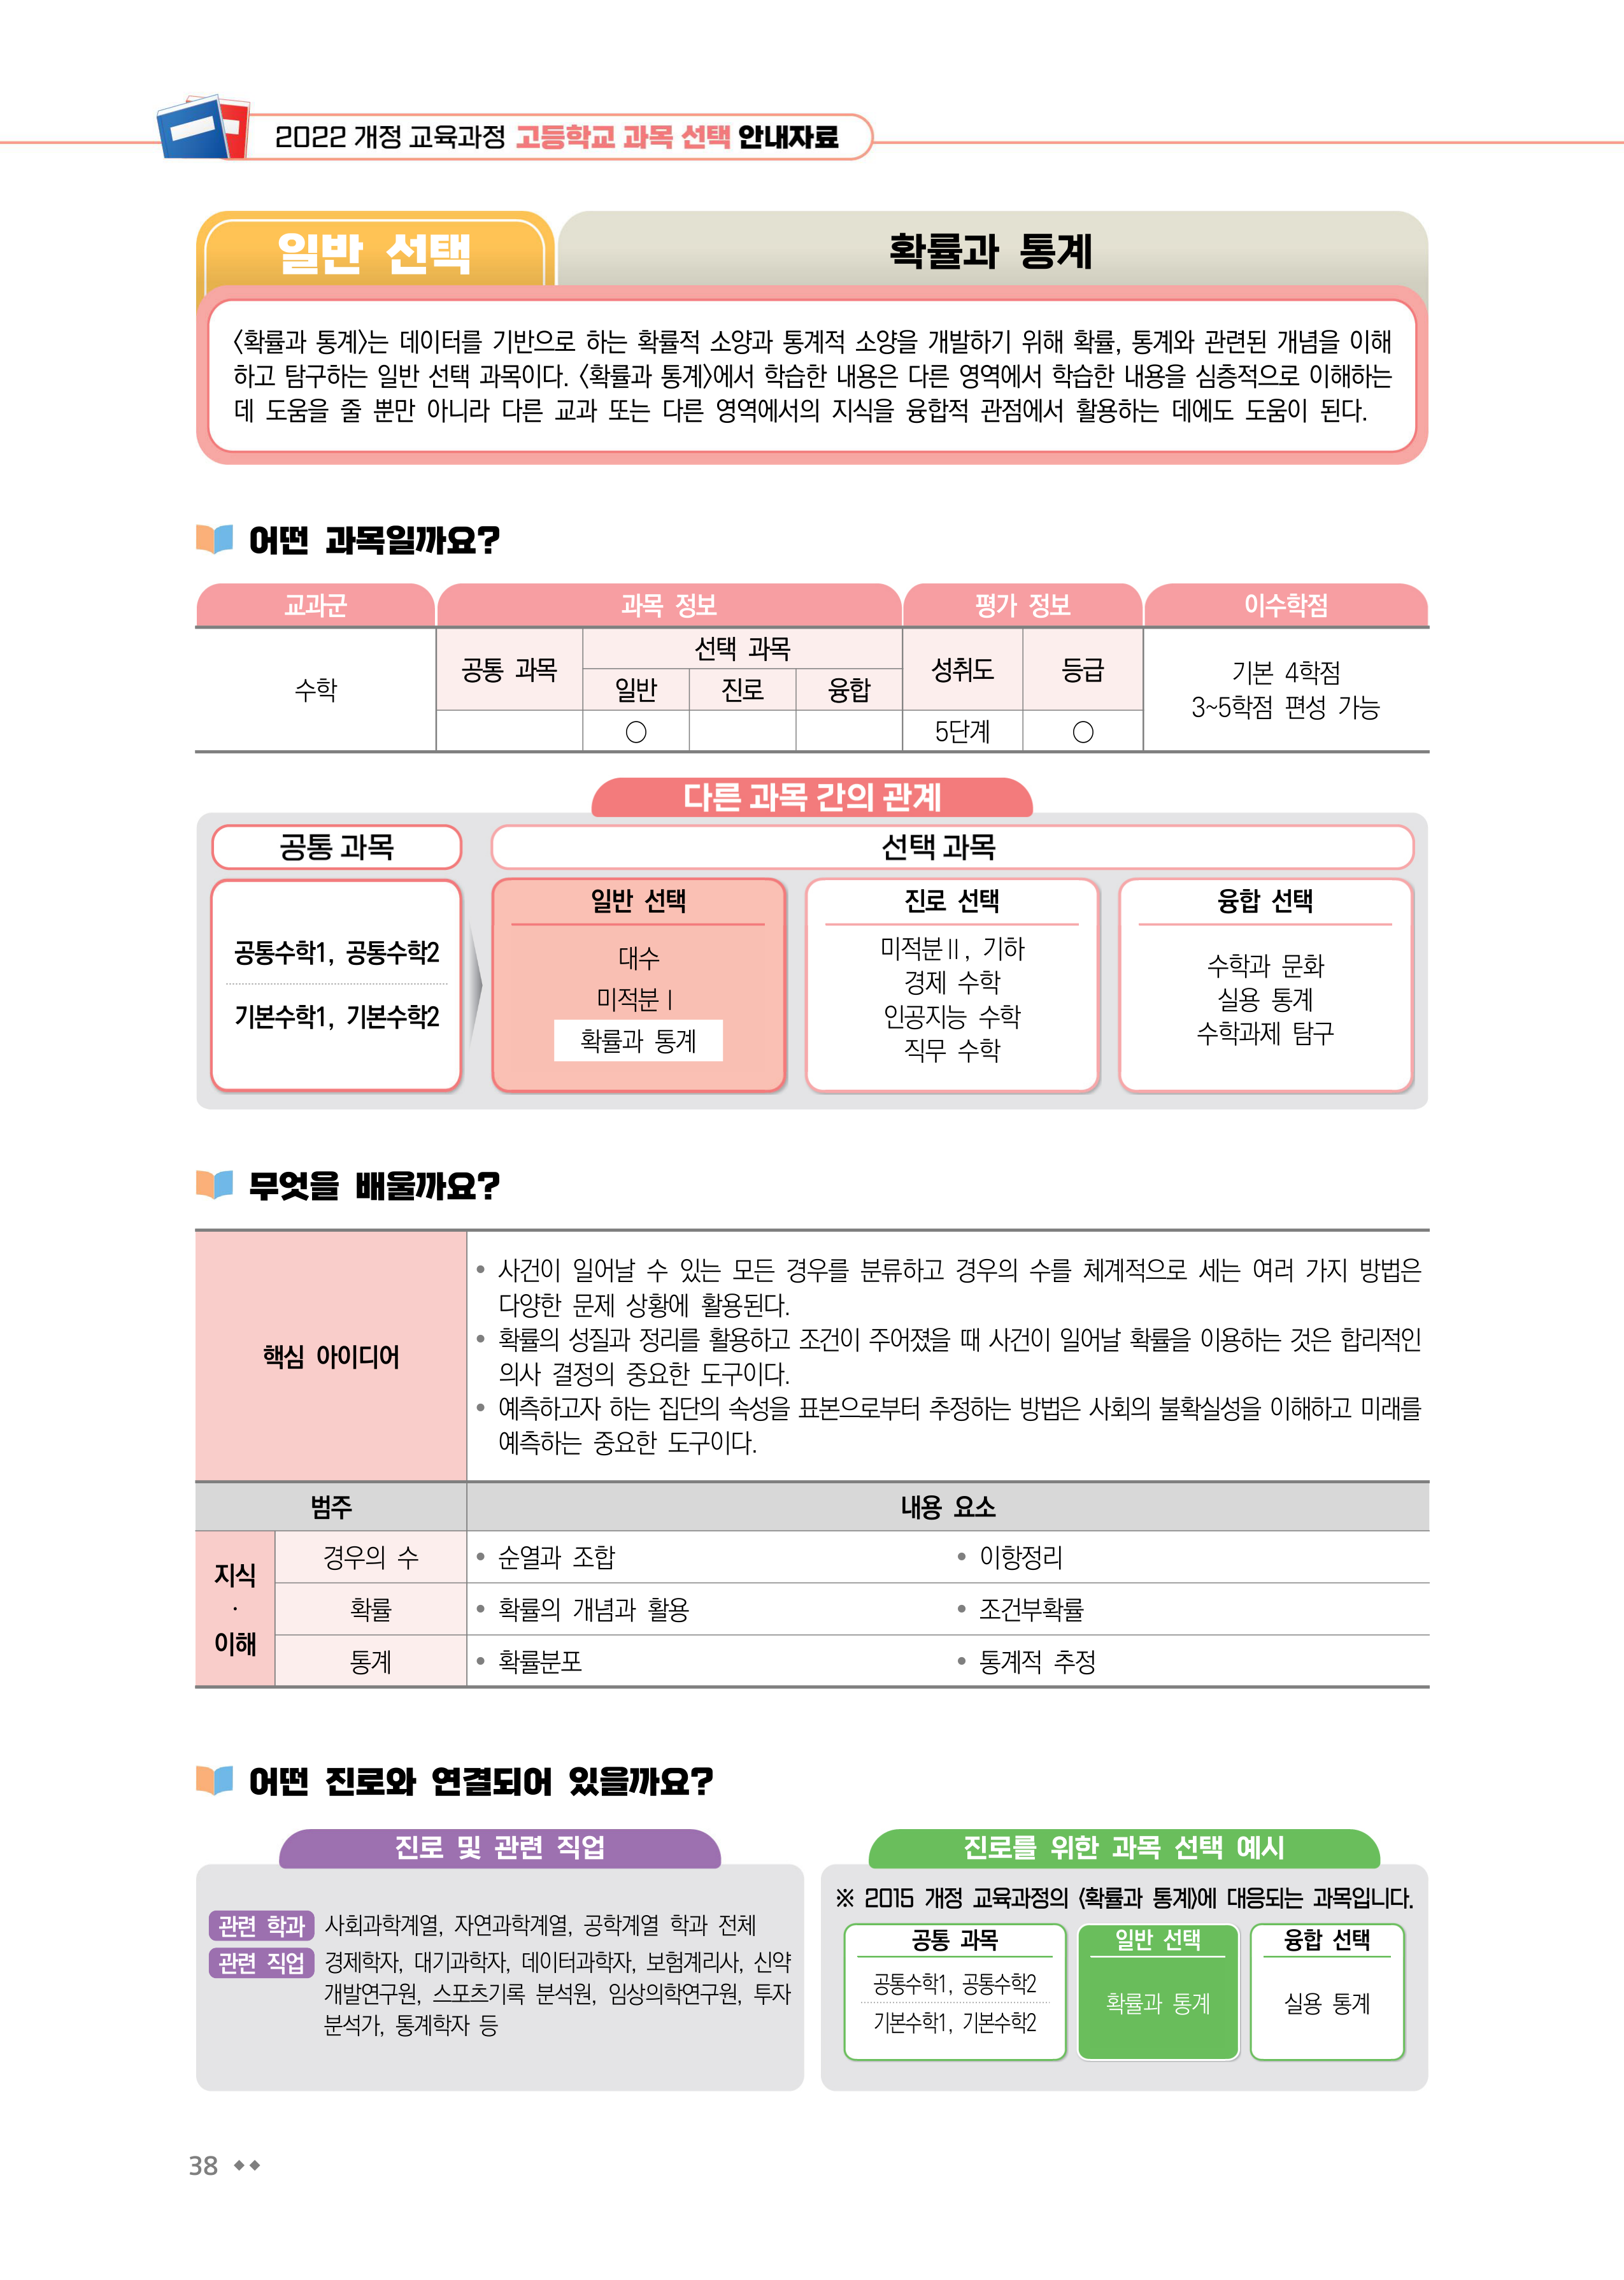 2022 개정 교육과정 고등학교 과목 선택 안내자료
일반 선택
확률과 통계
〈확률과 통계〉는 데이터를 기반으로 하는 확률적 소양과 통계적 소양을 개발하기 위해 확률, 통계와 관련된 개념을 이해
하고 탐구하는 일반 선택 과목이다. 〈확률과 통계〉에서 학습한 내용은 다른 영역에서 학습한 내용을 심층적으로 이해하는
데 도움을 줄 뿐만 아니라 다른 교과 또는 다른 영역에서의 지식을 융합적 관점에서 활용하는 데에도 도움이 된다.
어떤 과목일까요?
교과군 과목 정보 평가 정보 이수학점
수학
공통 과목 선택 과목 성취도 등급
일반 진로 융합
○ 5단계 ○
기본 4학점
3~5학점 편성 가능
다른 과목 간의 관계
공통 과목
선택 과목
공통수학1, 공통수학2
기본수학1, 기본수학2
일반 선택
대수
미적분Ⅰ
확률과 통계
진로 선택
미적분Ⅱ, 기하
경제 수학
인공지능 수학
직무 수학
융합 선택
수학과 문화
실용 통계
수학과제 탐구
무엇을 배울까요?
핵심 아이디어
• 사건이 일어날 수 있는 모든 경우를 분류하고 경우의 수를 체계적으로 세는 여러 가지 방법은
다양한 문제 상황에 활용된다.
• 확률의 성질과 정리를 활용하고 조건이 주어졌을 때 사건이 일어날 확률을 이용하는 것은 합리적인
의사 결정의 중요한 도구이다.
• 예측하고자 하는 집단의 속성을 표본으로부터 추정하는 방법은 사회의 불확실성을 이해하고 미래를
예측하는 중요한 도구이다.
범주 내용 요소
지식
·
이해
경우의 수 • 순열과 조합 • 이항정리
확률 • 확률의 개념과 활용 • 조건부확률
통계 • 확률분포 • 통계적 추정
어떤 진로와 연결되어 있을까요?
진로 및 관련 직업
관련 학과 사회과학계열, 자연과학계열, 공학계열 학과 전체
관련 직업 경제학자, 대기과학자, 데이터과학자, 보험계리사, 신약
개발연구원, 스포츠기록 분석원, 임상의학연구원, 투자
분석가, 통계학자 등
진로를 위한 과목 선택 예시
※ 2015 개정 교육과정의 〈확률과 통계〉에 대응되는 과목입니다.
공통 과목
공통수학1, 공통수학2
기본수학1, 기본수학2
일반 선택
확률과 통계
융합 선택
실용 통계
38